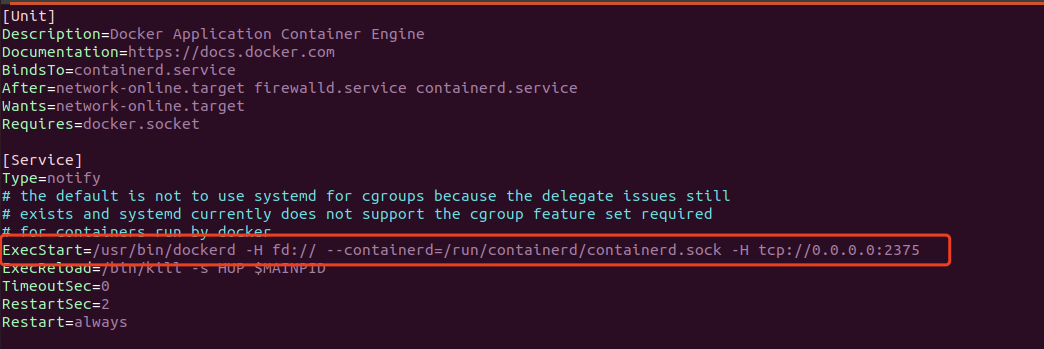 [Unit]
Description=Docker Application Container Engine
Documentation=https://docs.docker.com
BindsTo=containerd.service
After=network-online.target firewalld.service containerd.service
Wants=network-online.target
Requires=docker.socket
[Service]
Type=notify
# the default is not to use systemd for cgroups because the delegate issues still
# exists and systemd currently does not support the cgroup feature set required
# for containers run by docker
ExecStart=/usr/bin/dockerd -H fd:// --containerd=/run/containerd/containerd.sock -H tcp://0.0.0.0:2375
ExecReload=/bin/kill -s HUP $MAINPID
TimeoutSec=0
RestartSec=2
Restart=always